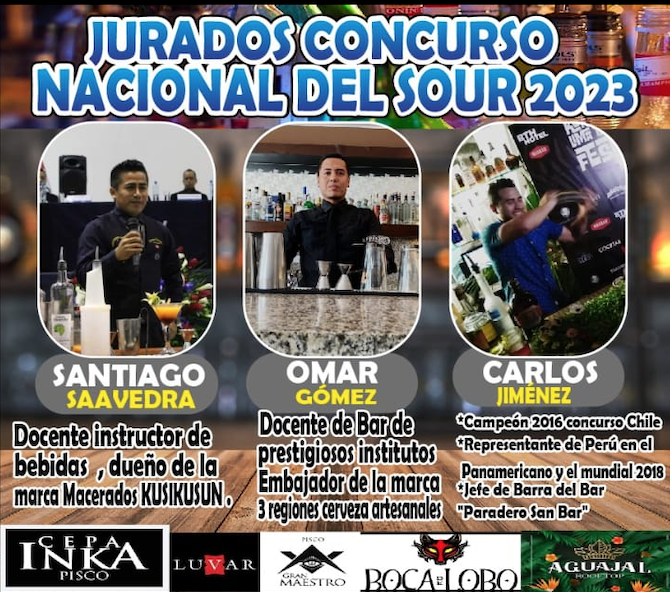 JURADOS CONCURSO
NACIONAL DEL SOUR 2023
SANTIAGO
SAAVEDRA
Docente instructor de
bebidas , dueño de la
marca Macerados KUSIKUSUN .
OMAR
GÓMEZ
Docente de Bar de
prestigiosos institutos
Embajador de la marca
3 regiones cerveza artesanales
CARLOS
JIMÉNEZ
*Campeón 2016 concurso Chile
*Representante de Perú en el
Panamericano y el mundial 2018
*Jefe de Barra del Bar
"Paradero San Bar"
CEPA
INKA
PISCO
LUVAR
PISCO
GRAN
MAESTRO
BOCA DE LOBO
AGUAJAL
ROOFTOP
BTH
HOTEL
FEST